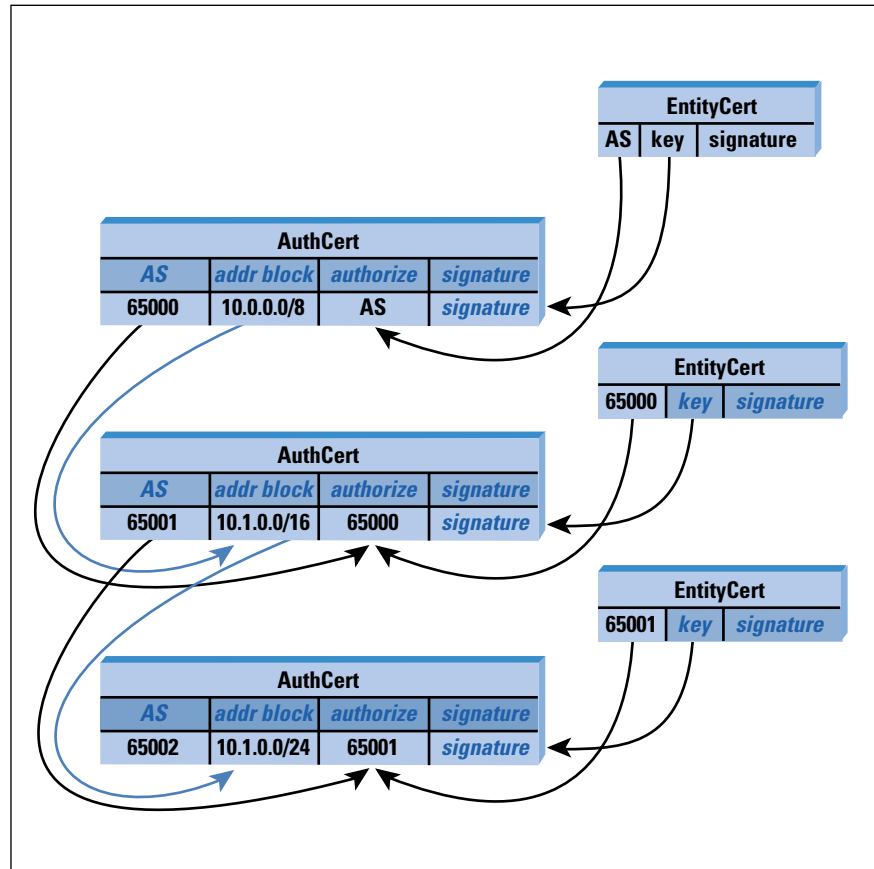 EntityCert
AS key signature
AuthCert
AS addr block authorize signature
65000 10.0.0.0/8 AS signature
EntityCert
65000 key signature
AuthCert
AS addr block authorize signature
65001 10.1.0.0/16 65000 signature
EntityCert
65001 key signature
AuthCert
AS addr block authorize signature
65002 10.1.0.0/24 65001 signature